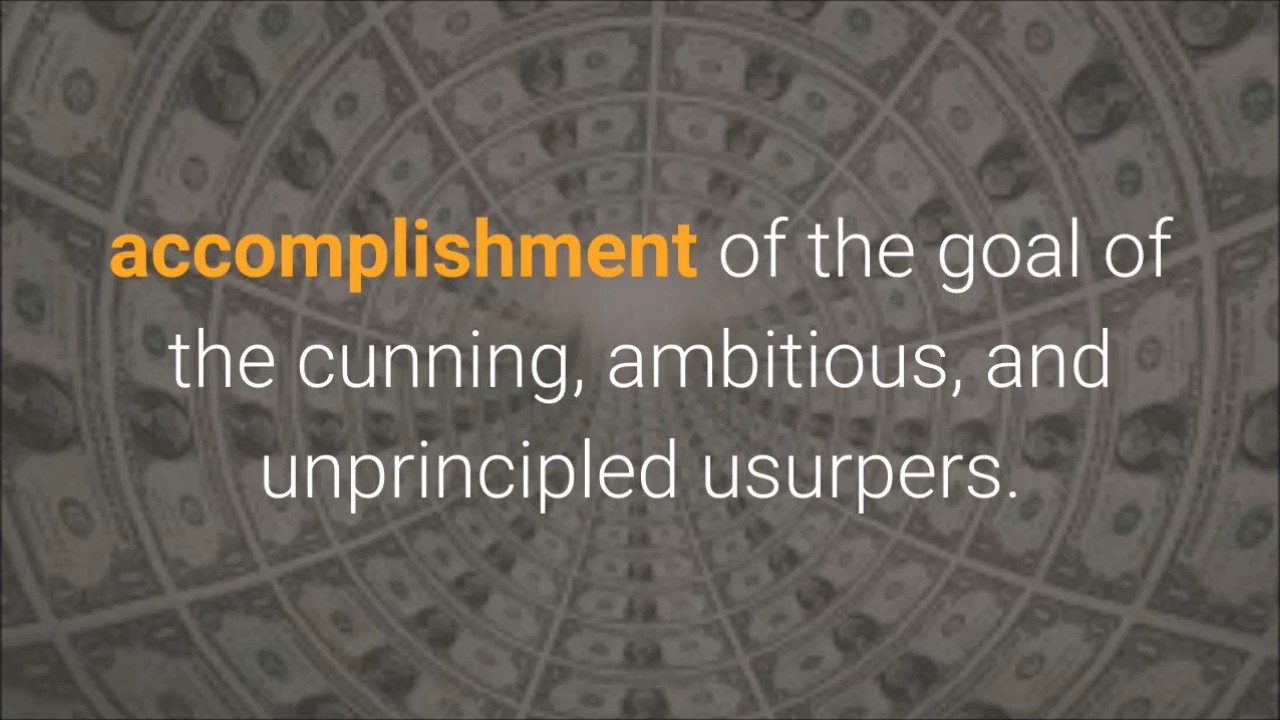 accomplishment of the goal of
the cunning, ambitious, and
unprincipled usurpers.